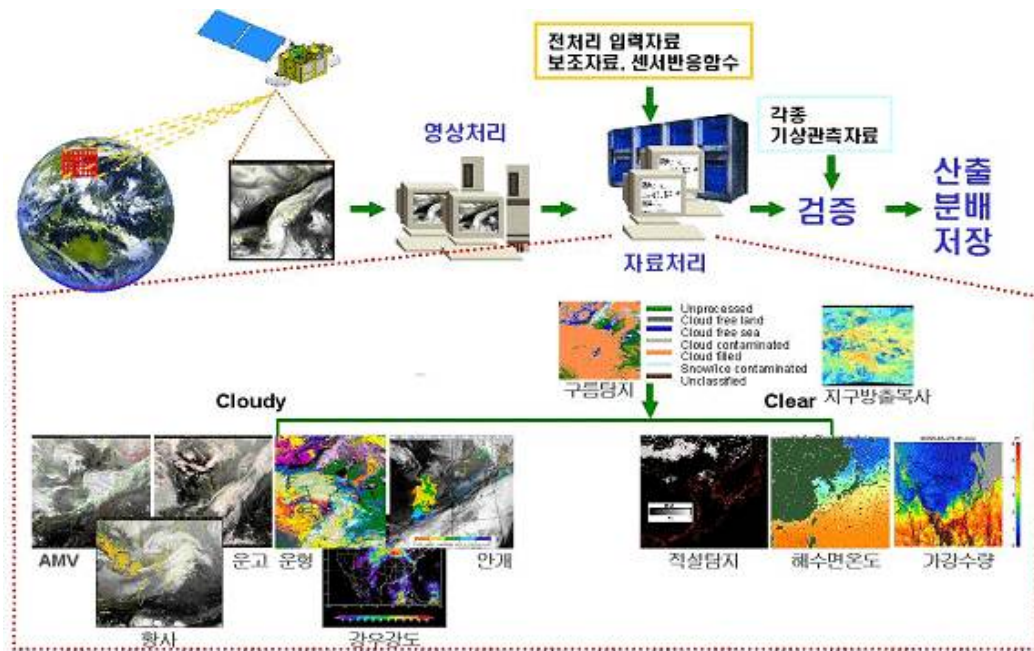 전처리 입력자료
보조자료, 센서반응함수
영상처리
각종
기상관측자료
검증
산출
분배
저장
자료처리
Unprocessed
Cloud free land
Cloud free sea
Cloud contaminated
Cloud filled
Snow/Ice contaminated
Unclassified
구름탐지
지구방출복사
Cloudy
Clear
AMV
운고
운형
안개
적설탐지
해수면온도
가강수량
황사
강우강도